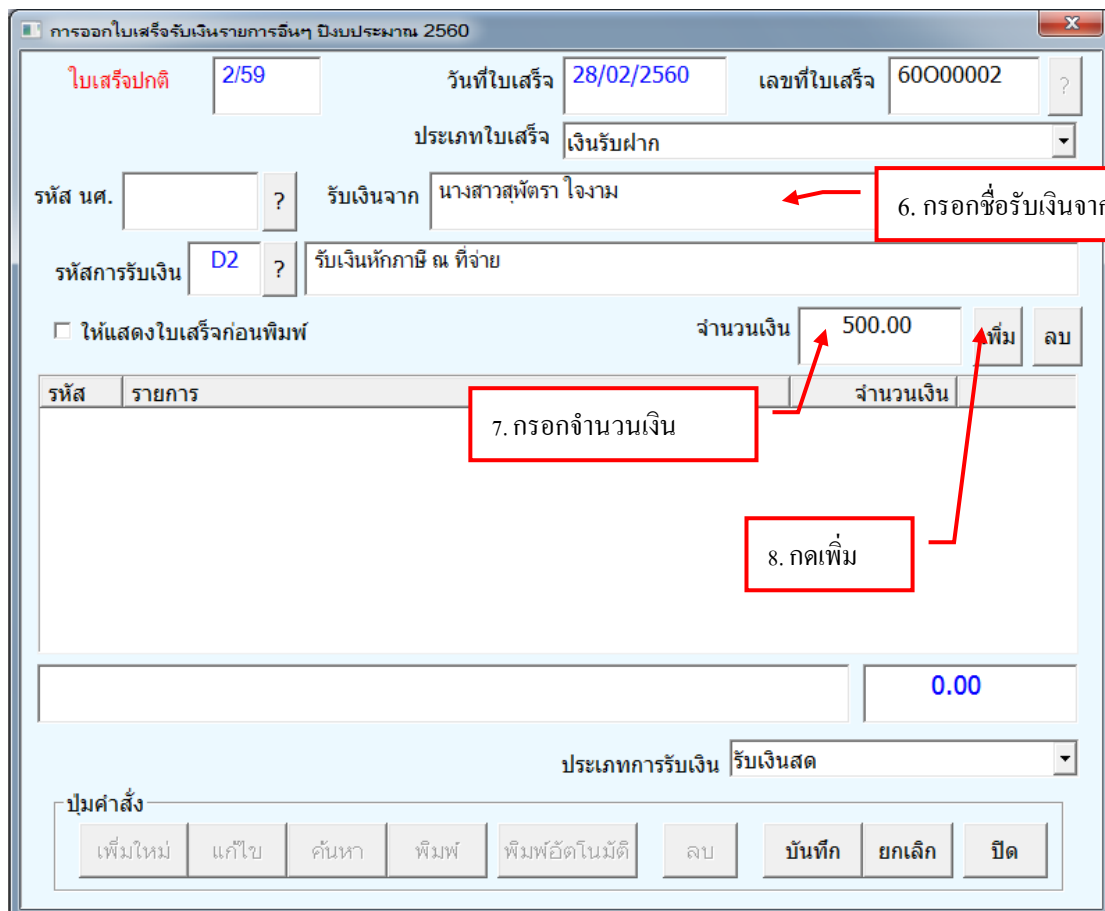 การออกใบเสร็จรับเงินรายการอื่นๆ ปีงบประมาณ 2560
ใบเสร็จปกติ 2/59 วันที่ใบเสร็จ 28/02/2560 เลขที่ใบเสร็จ 60O00002 ?
ประเภทใบเสร็จ เงินรับฝาก
รหัส นศ. ? รับเงินจาก นางสาวสุพัตรา ใจงาม
6. กรอกชื่อรับเงินจาก
รหัสการรับเงิน D2 ? รับเงินหักภาษี ณ ที่จ่าย
ให้แสดงใบเสร็จก่อนพิมพ์ จำนวนเงิน 500.00 เพิ่ม ลบ
รหัส รายการ จำนวนเงิน
7. กรอกจำนวนเงิน
8. กดเพิ่ม
0.00
ประเภทการรับเงิน รับเงินสด
ปุ่มคำสั่ง
เพิ่มใหม่ แก้ไข ค้นหา พิมพ์ พิมพ์อัตโนมัติ ลบ บันทึก ยกเลิก ปิด